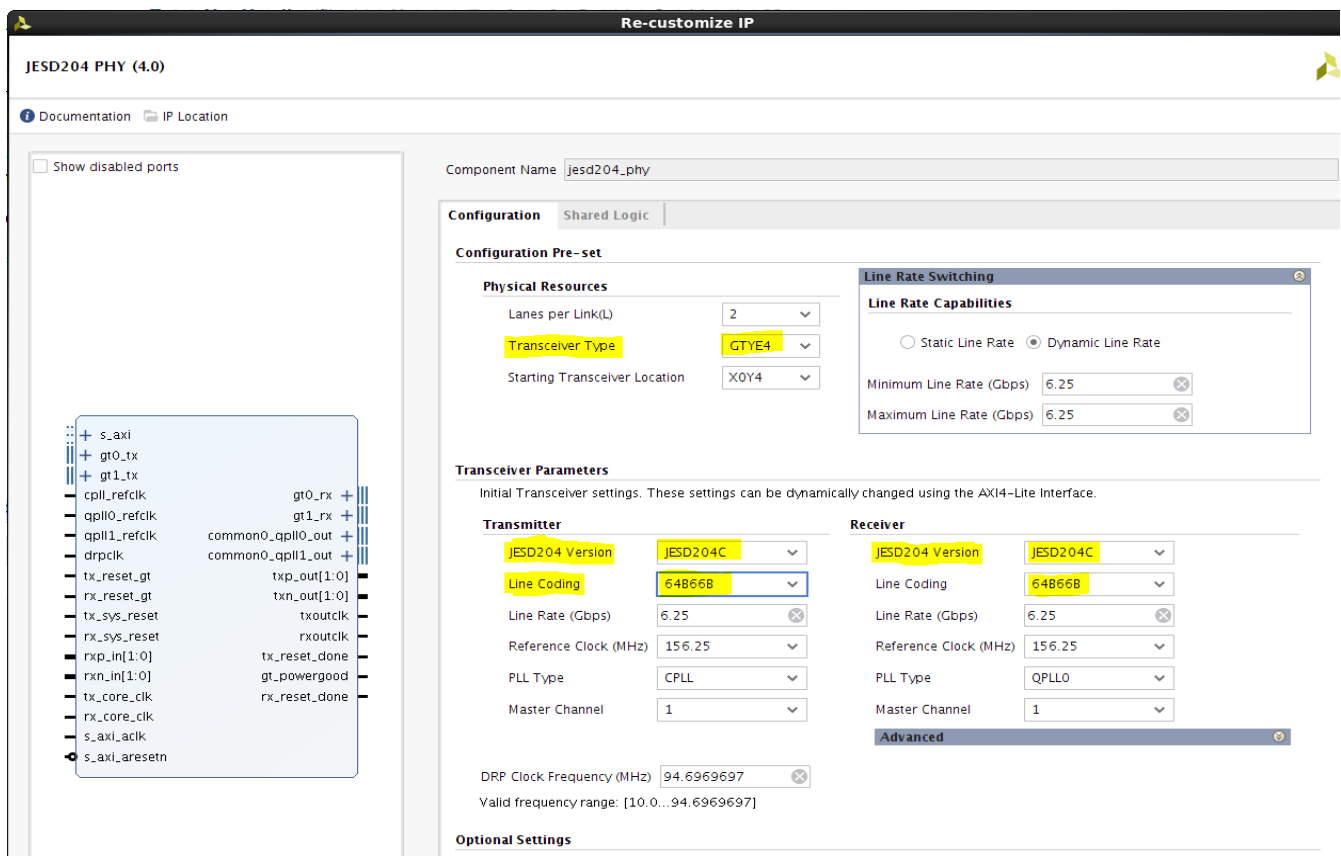 Re-customize IP
JESD204 PHY (4.0)
Documentation IP Location
Show disabled ports
s_axi
gt0_tx
gt1_tx
cpll_refclk gt0_rx
qpll0_refclk gt1_rx
qpll1_refclk common0_qpll0_out
drpclk common0_qpll1_out
tx_reset_gt txp_out[1:0]
rx_reset_gt txn_out[1:0]
tx_sys_reset txoutclk
rx_sys_reset rxoutclk
rxp_in[1:0] tx_reset_done
rxn_in[1:0] gt_powergood
tx_core_clk rx_reset_done
rx_core_clk
s_axi_aclk
s_axi_aresetn
Component Name jesd204_phy
Configuration Shared Logic
Configuration Pre-set
Physical Resources
Lanes per Link(L) 2
Transceiver Type GTYE4
Starting Transceiver Location X0Y4
Line Rate Switching
Line Rate Capabilities
Static Line Rate Dynamic Line Rate
Minimum Line Rate (Gbps) 6.25
Maximum Line Rate (Gbps) 6.25
Transceiver Parameters
Initial Transceiver settings. These settings can be dynamically changed using the AXI4-Lite Interface.
Transmitter
JESD204 Version JESD204C
Line Coding 64B66B
Line Rate (Gbps) 6.25
Reference Clock (MHz) 156.25
PLL Type CPLL
Master Channel 1
Receiver
JESD204 Version JESD204C
Line Coding 64B66B
Line Rate (Gbps) 6.25
Reference Clock (MHz) 156.25
PLL Type QPLL0
Master Channel 1
Advanced
DRP Clock Frequency (MHz) 94.6969697
Valid frequency range: [10.0...94.6969697]
Optional Settings